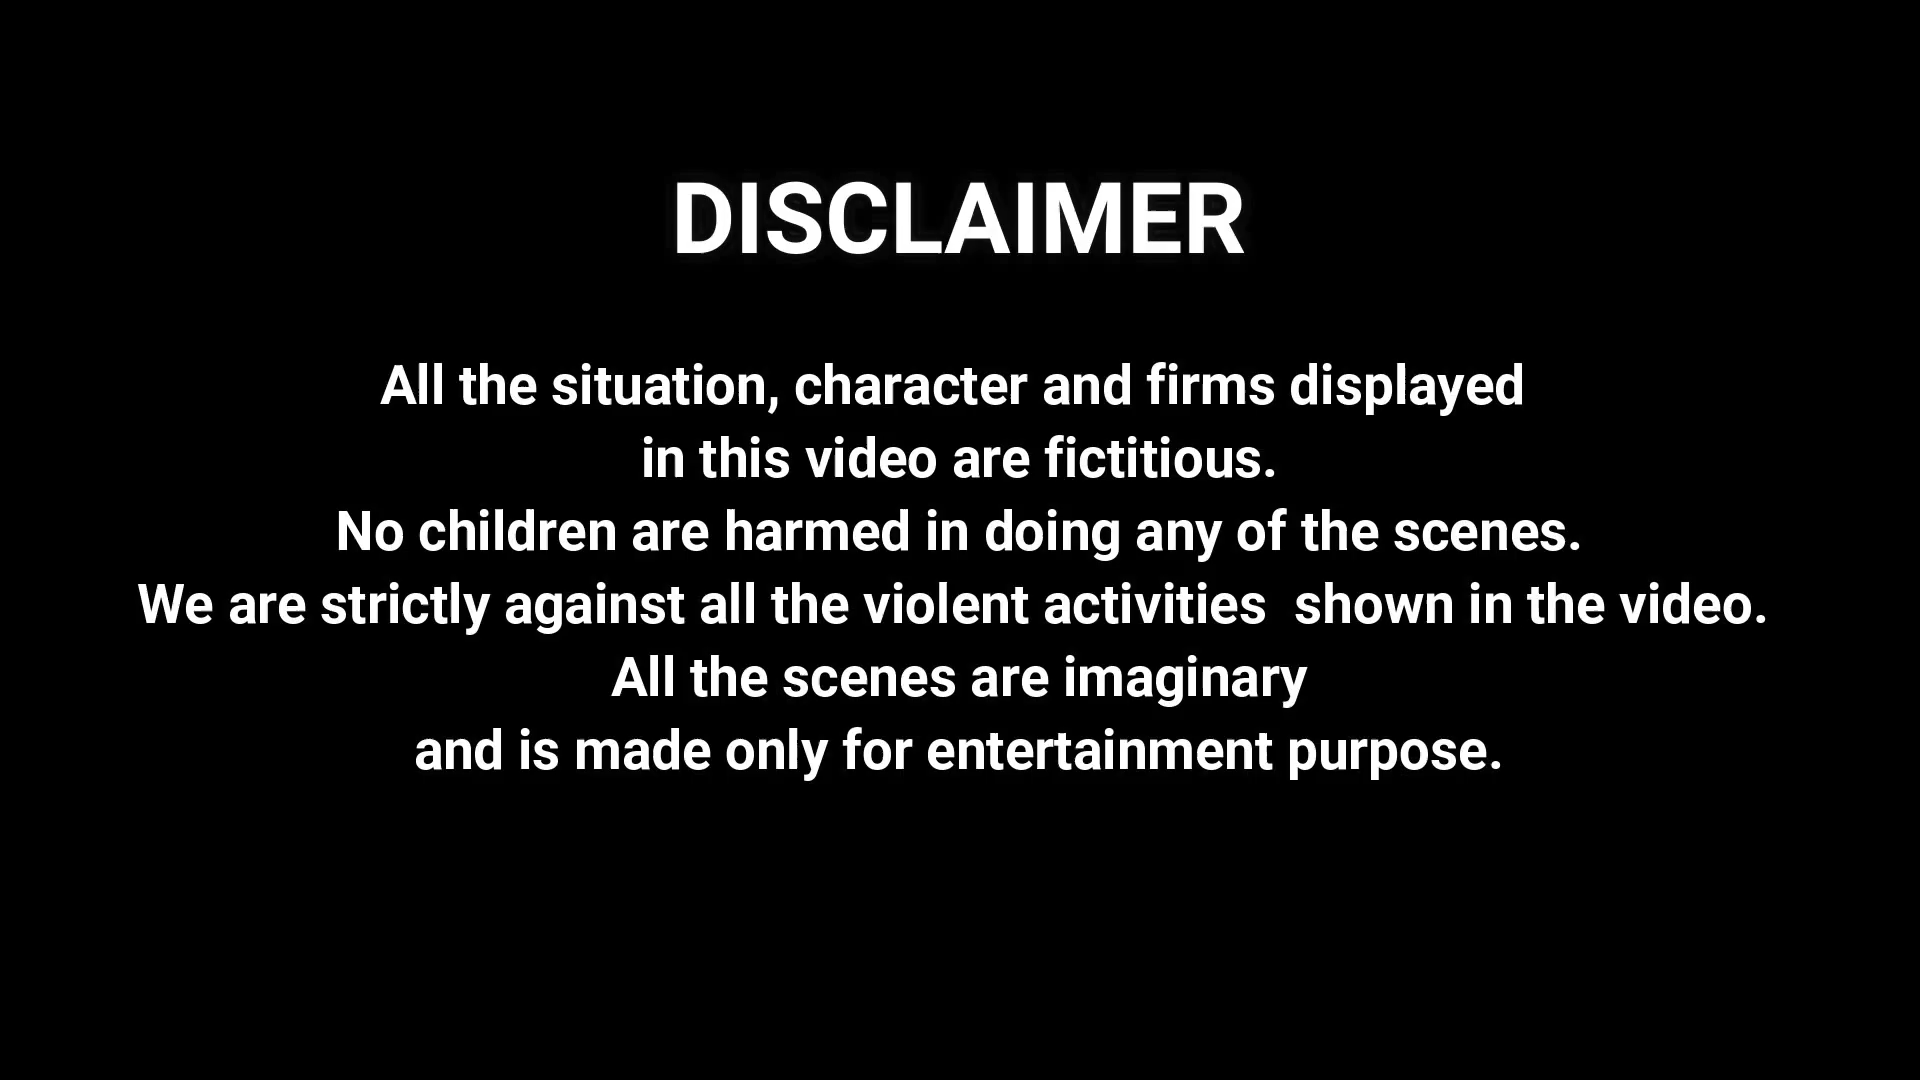 DISCLAIMER
All the situation, character and firms displayed
in this video are fictitious.
No children are harmed in doing any of the scenes.
We are strictly against all the violent activities  shown in the video.
All the scenes are imaginary
and is made only for entertainment purpose.